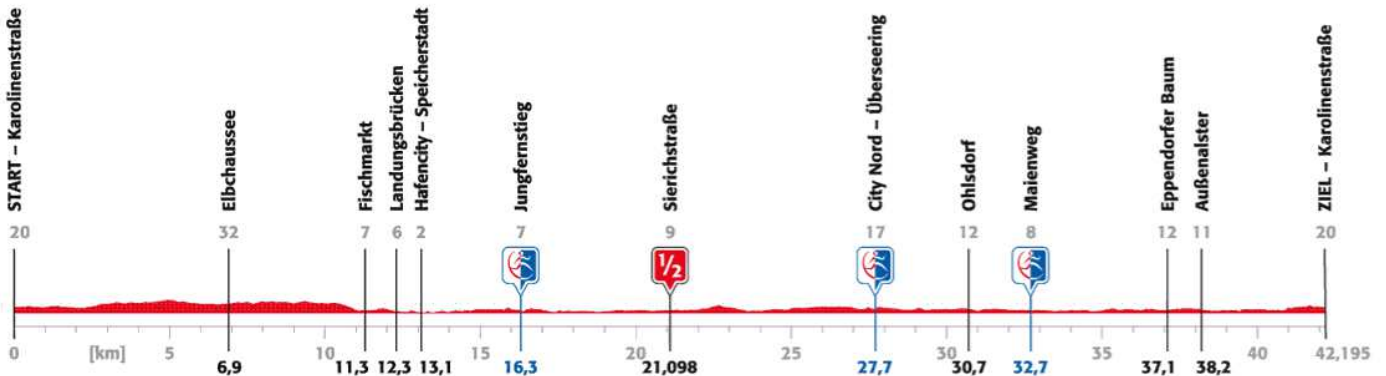 START – Karolinenstraße
Elbchaussee
Fischmarkt
Landungsbrücken
Hafencity – Speicherstadt
Jungfernstieg
Sierichstraße
City Nord – Überseering
Ohlsdorf
Maienweg
Eppendorfer Baum
Außenalster
ZIEL – Karolinenstraße
20 32 7 6 2 7 9 17 12 8 12 11 20
1/2
0 [km] 5 10 15 20 25 30 35 40 42,195
6,9 11,3 12,3 13,1 16,3 21,098 27,7 30,7 32,7 37,1 38,2